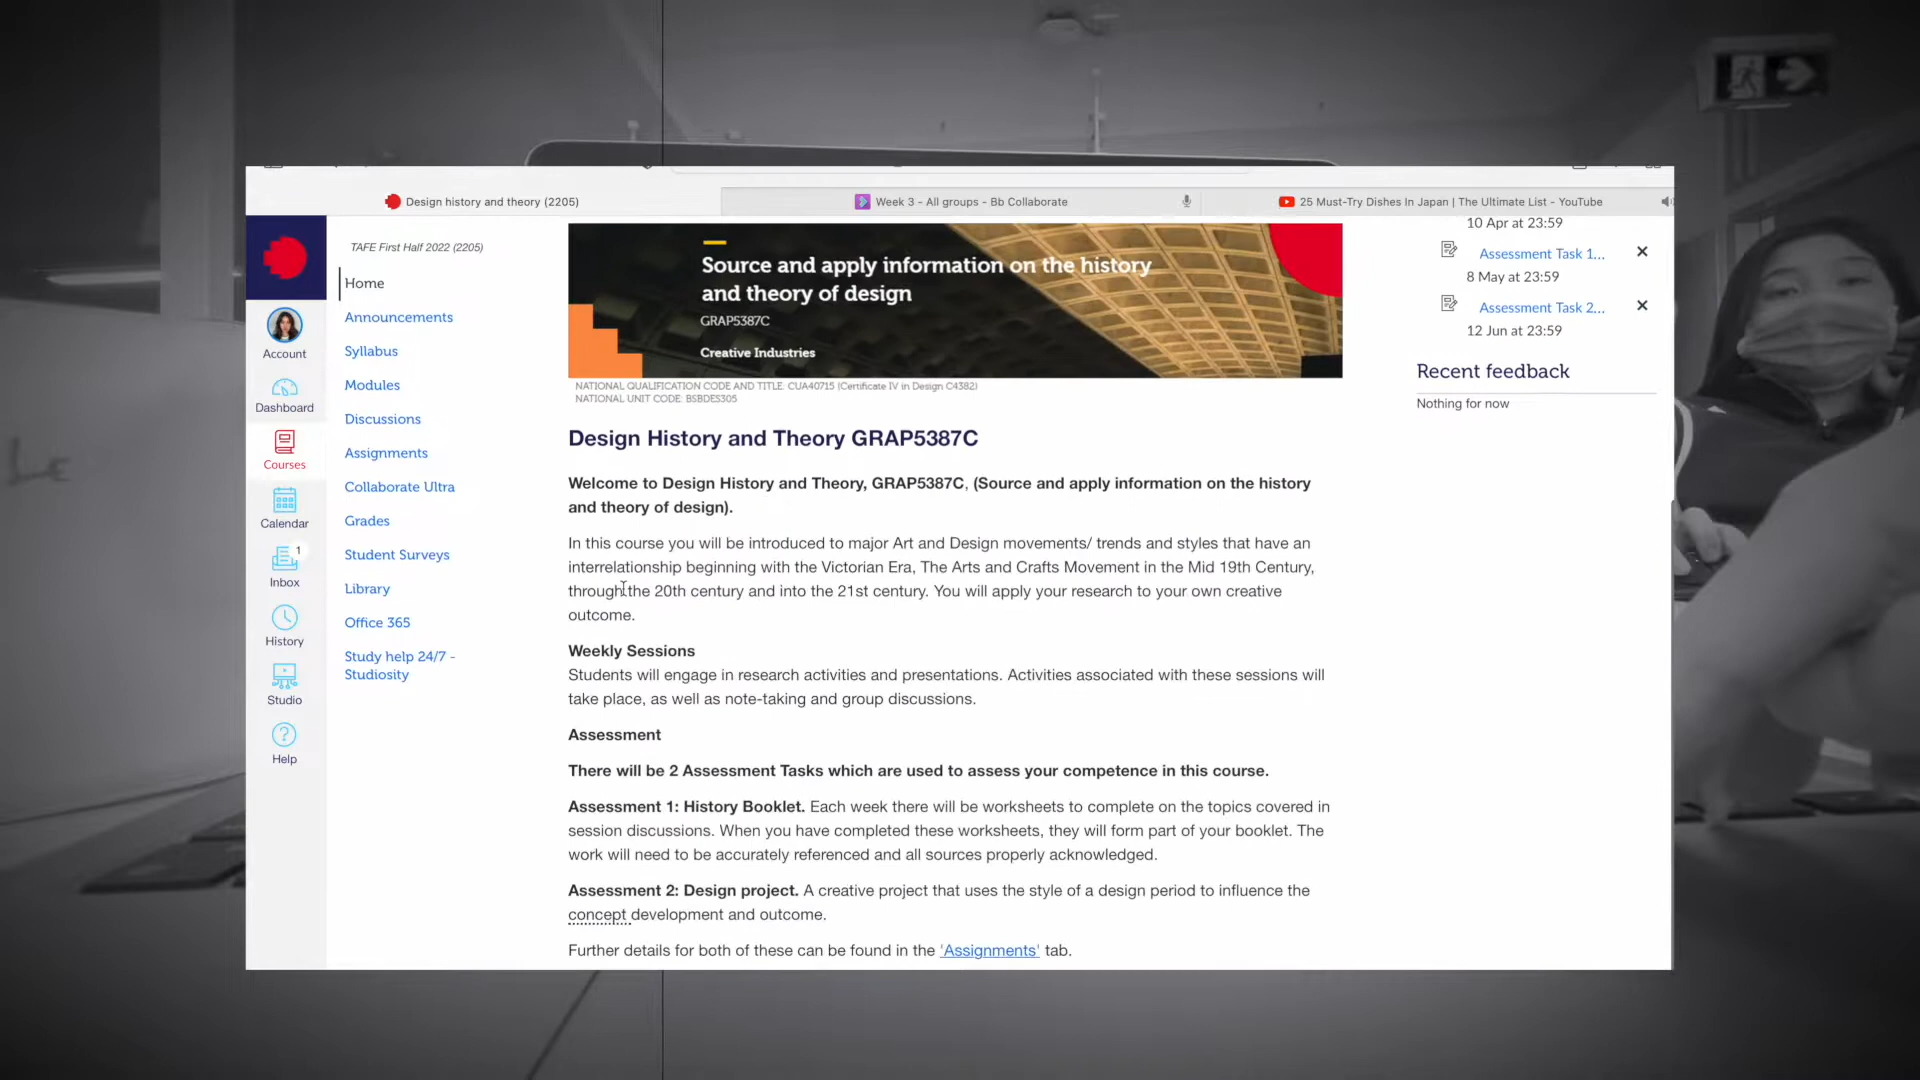 Design history and theory (2205)
Week 3 - All groups - Bb Collaborate
25 Must-Try Dishes In Japan | The Ultimate List - YouTube
TAFE First Half 2022 (2205)
Home
Announcements
Syllabus
Modules
Discussions
Assignments
Collaborate Ultra
Grades
Student Surveys
Library
Office 365
Study help 24/7 -
Studiosity
Account
Dashboard
Courses
Calendar
1
Inbox
History
Studio
Help
Source and apply information on the history
and theory of design
GRAP5387C
Creative Industries
NATIONAL QUALIFICATION CODE AND TITLE: CUA40715 (Certificate IV in Design C4382)
NATIONAL UNIT CODE: BSBDES305
Design History and Theory GRAP5387C
Welcome to Design History and Theory, GRAP5387C, (Source and apply information on the history
and theory of design).
In this course you will be introduced to major Art and Design movements/ trends and styles that have an
interrelationship beginning with the Victorian Era, The Arts and Crafts Movement in the Mid 19th Century,
through the 20th century and into the 21st century. You will apply your research to your own creative
outcome.
Weekly Sessions
Students will engage in research activities and presentations. Activities associated with these sessions will
take place, as well as note-taking and group discussions.
Assessment
There will be 2 Assessment Tasks which are used to assess your competence in this course.
Assessment 1: History Booklet. Each week there will be worksheets to complete on the topics covered in
session discussions. When you have completed these worksheets, they will form part of your booklet. The
work will need to be accurately referenced and all sources properly acknowledged.
Assessment 2: Design project. A creative project that uses the style of a design period to influence the
concept development and outcome.
Further details for both of these can be found in the 'Assignments' tab.
10 Apr at 23:59
Assessment Task 1...
8 May at 23:59
Assessment Task 2...
12 Jun at 23:59
Recent feedback
Nothing for now